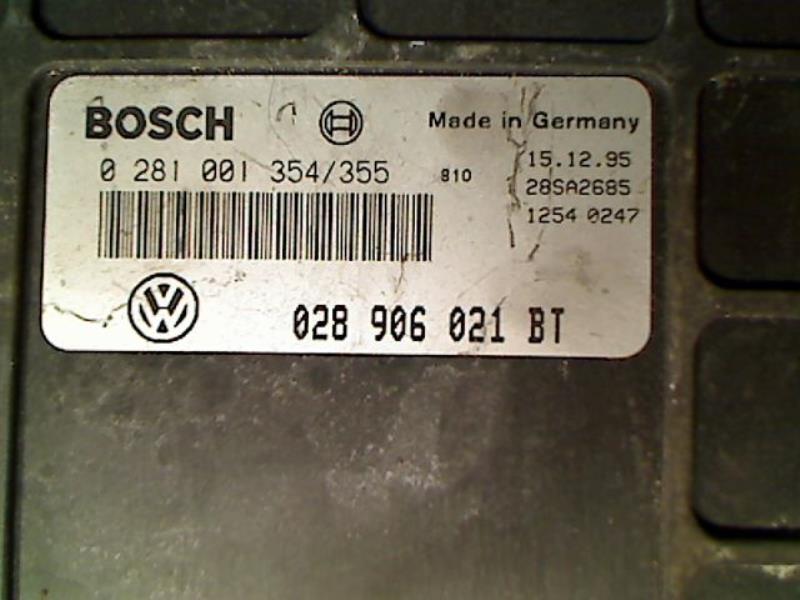 BOSCH Made in Germany
0 281 001 354/355 810 15.12.95
28SA2685
1254 0247
VW 028 906 021 BT